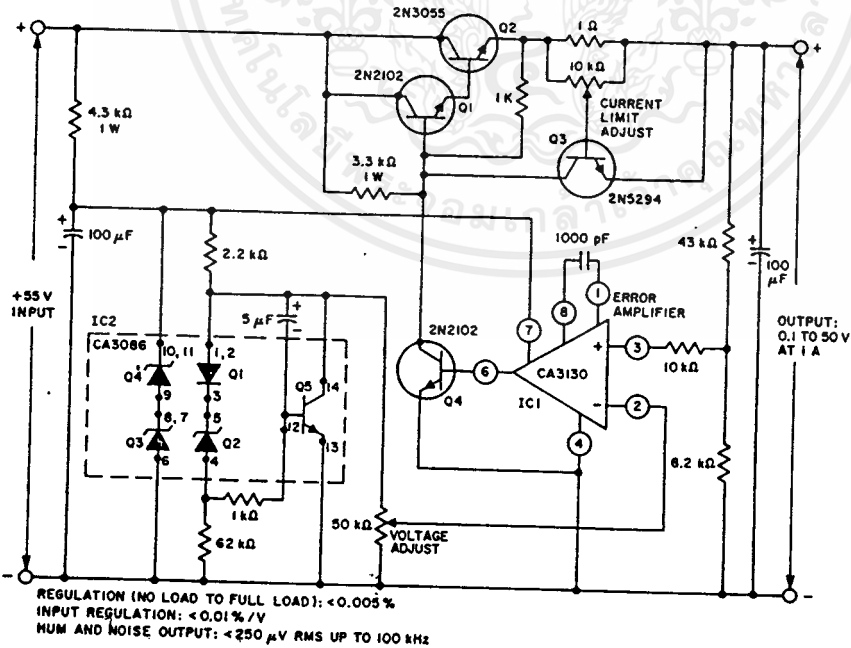 2N3055
Q2
1 Ω
+
+
2N2102
10 kΩ
Q1
1 K
CURRENT
LIMIT
ADJUST
4.3 kΩ
1 W
Q3
3.3 kΩ
1 W
2N5294
+
-
100 µF
2.2 kΩ
1000 pF
43 kΩ
+
-
100
µF
+55 V
INPUT
5 µF
+
-
8
1
ERROR
AMPLIFIER
7
OUTPUT:
0.1 TO 50 V
AT 1 A
IC2
CA3086
2N2102
10, 11
1, 2
Q4
Q1
Q5
14
6
CA3130
+
3
10 kΩ
9
3
IC1
-
2
8, 7
5
12
Q4
Q3
Q2
13
4
6
4
6.2 kΩ
1 kΩ
50 kΩ
VOLTAGE
ADJUST
62 kΩ
-
-
REGULATION (NO LOAD TO FULL LOAD): <0.005 %
INPUT REGULATION: <0.01 % /V
HUM AND NOISE OUTPUT: <250 µV RMS UP TO 100 kHz